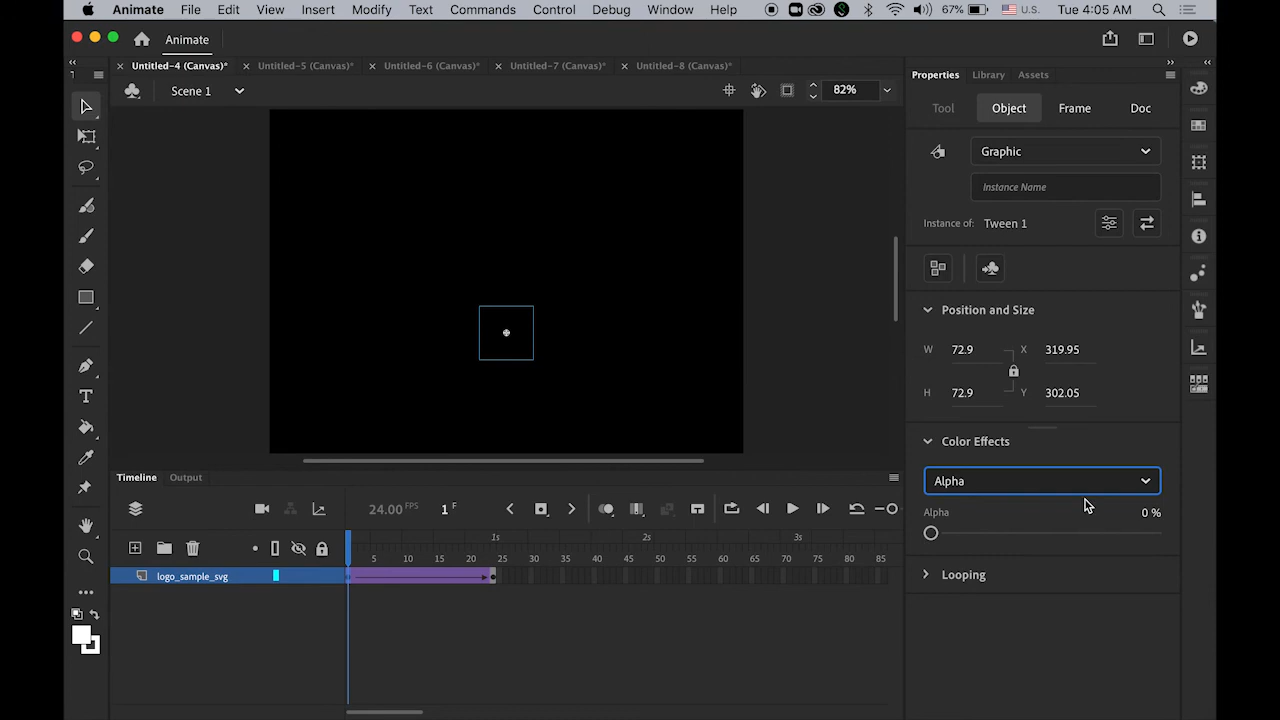 Animate File Edit View Insert Modify Text Commands Control Debug Window Help 67% U.S. Tue 4:05 AM
Animate
Untitled-4 (Canvas)* Untitled-5 (Canvas)* Untitled-6 (Canvas)* Untitled-7 (Canvas)* Untitled-8 (Canvas)*
Scene 1 82%
Properties Library Assets
Tool Object Frame Doc
Graphic
Instance Name
Instance of: Tween 1
Position and Size
W 72.9 X 319.95
H 72.9 Y 302.05
Color Effects
Alpha
Alpha 0 %
Looping
Timeline Output
24.00 FPS 1 F
1s 2s 3s
5 10 15 20 25 30 35 40 45 50 55 60 65 70 75 80 85
logo_sample_svg